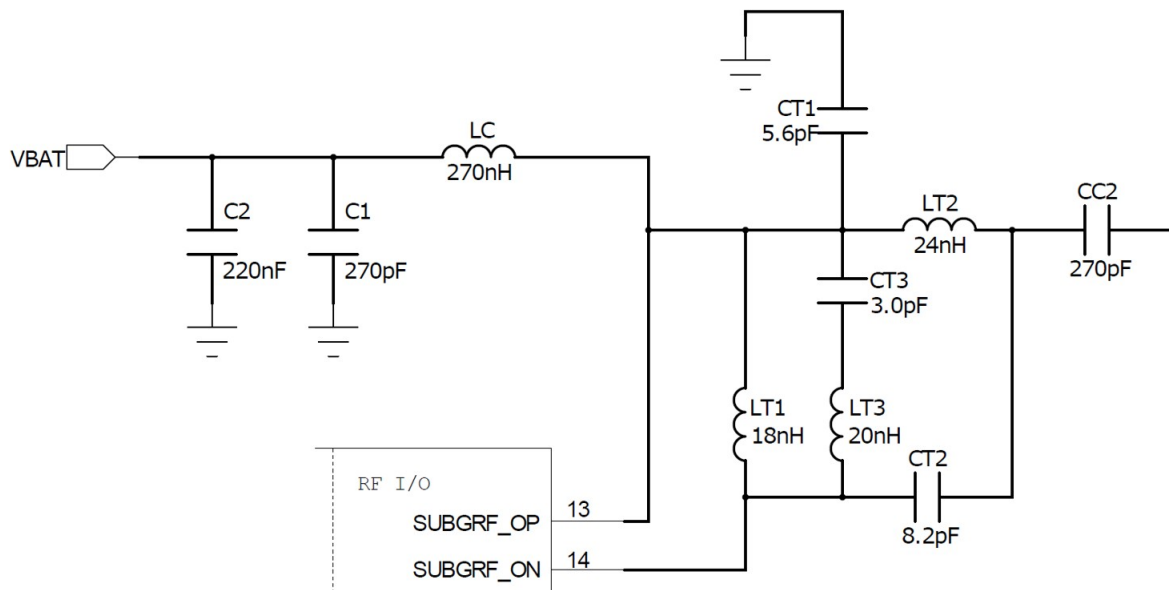 CT1
5.6pF
VBAT
LC
270nH
C2
220nF
C1
270pF
LT2
24nH
CC2
270pF
CT3
3.0pF
LT1
18nH
LT3
20nH
CT2
8.2pF
RF I/O
SUBGRF_OP
13
SUBGRF_ON
14